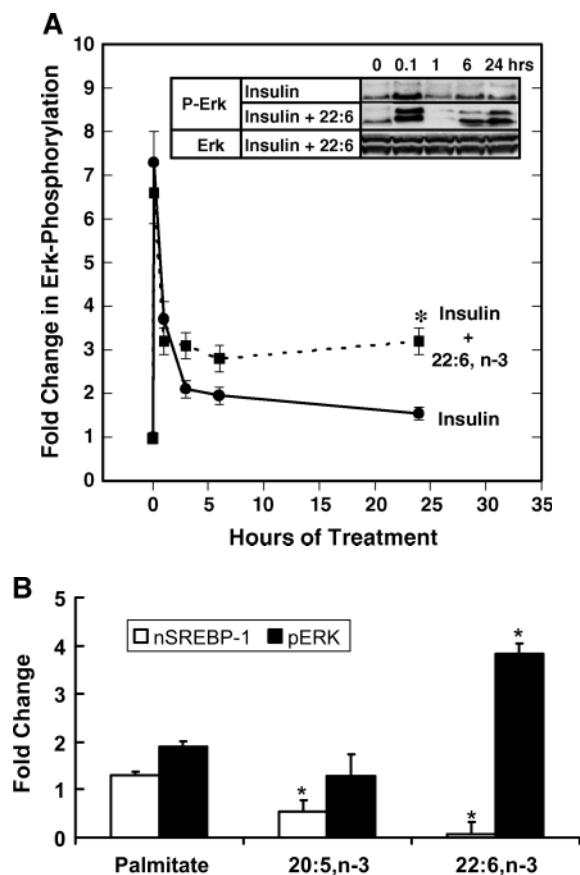 A
0 0.1 1 6 24 hrs
P-Erk
Insulin
Insulin + 22:6
Erk
Insulin + 22:6
Fold Change in Erk-Phosphorylation
10
9
8
7
6
5
4
3
2
1
0
*
Insulin
+
22:6, n-3
Insulin
0 5 10 15 20 25 30 35
Hours of Treatment
B
Fold Change
5
4
3
2
1
0
nSREBP-1 pERK
* * *
Palmitate 20:5,n-3 22:6,n-3